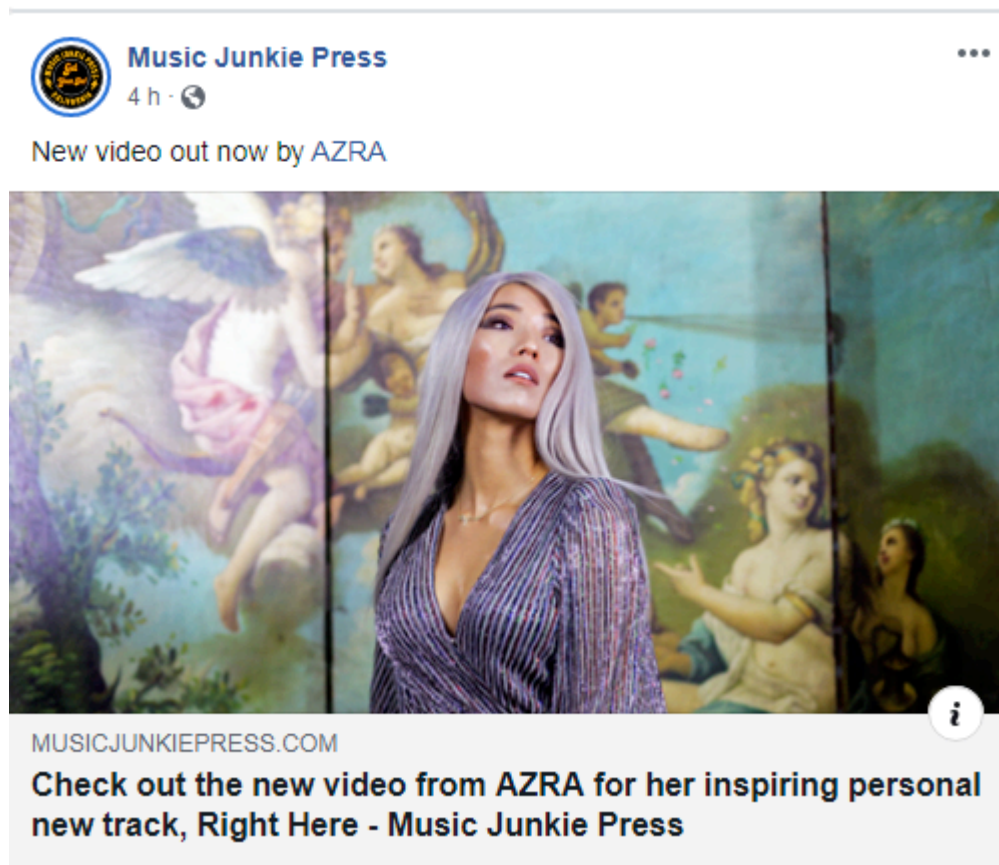 Music Junkie Press
4 h ·
New video out now by AZRA
MUSICJUNKIEPRESS.COM
Check out the new video from AZRA for her inspiring personal
new track, Right Here - Music Junkie Press